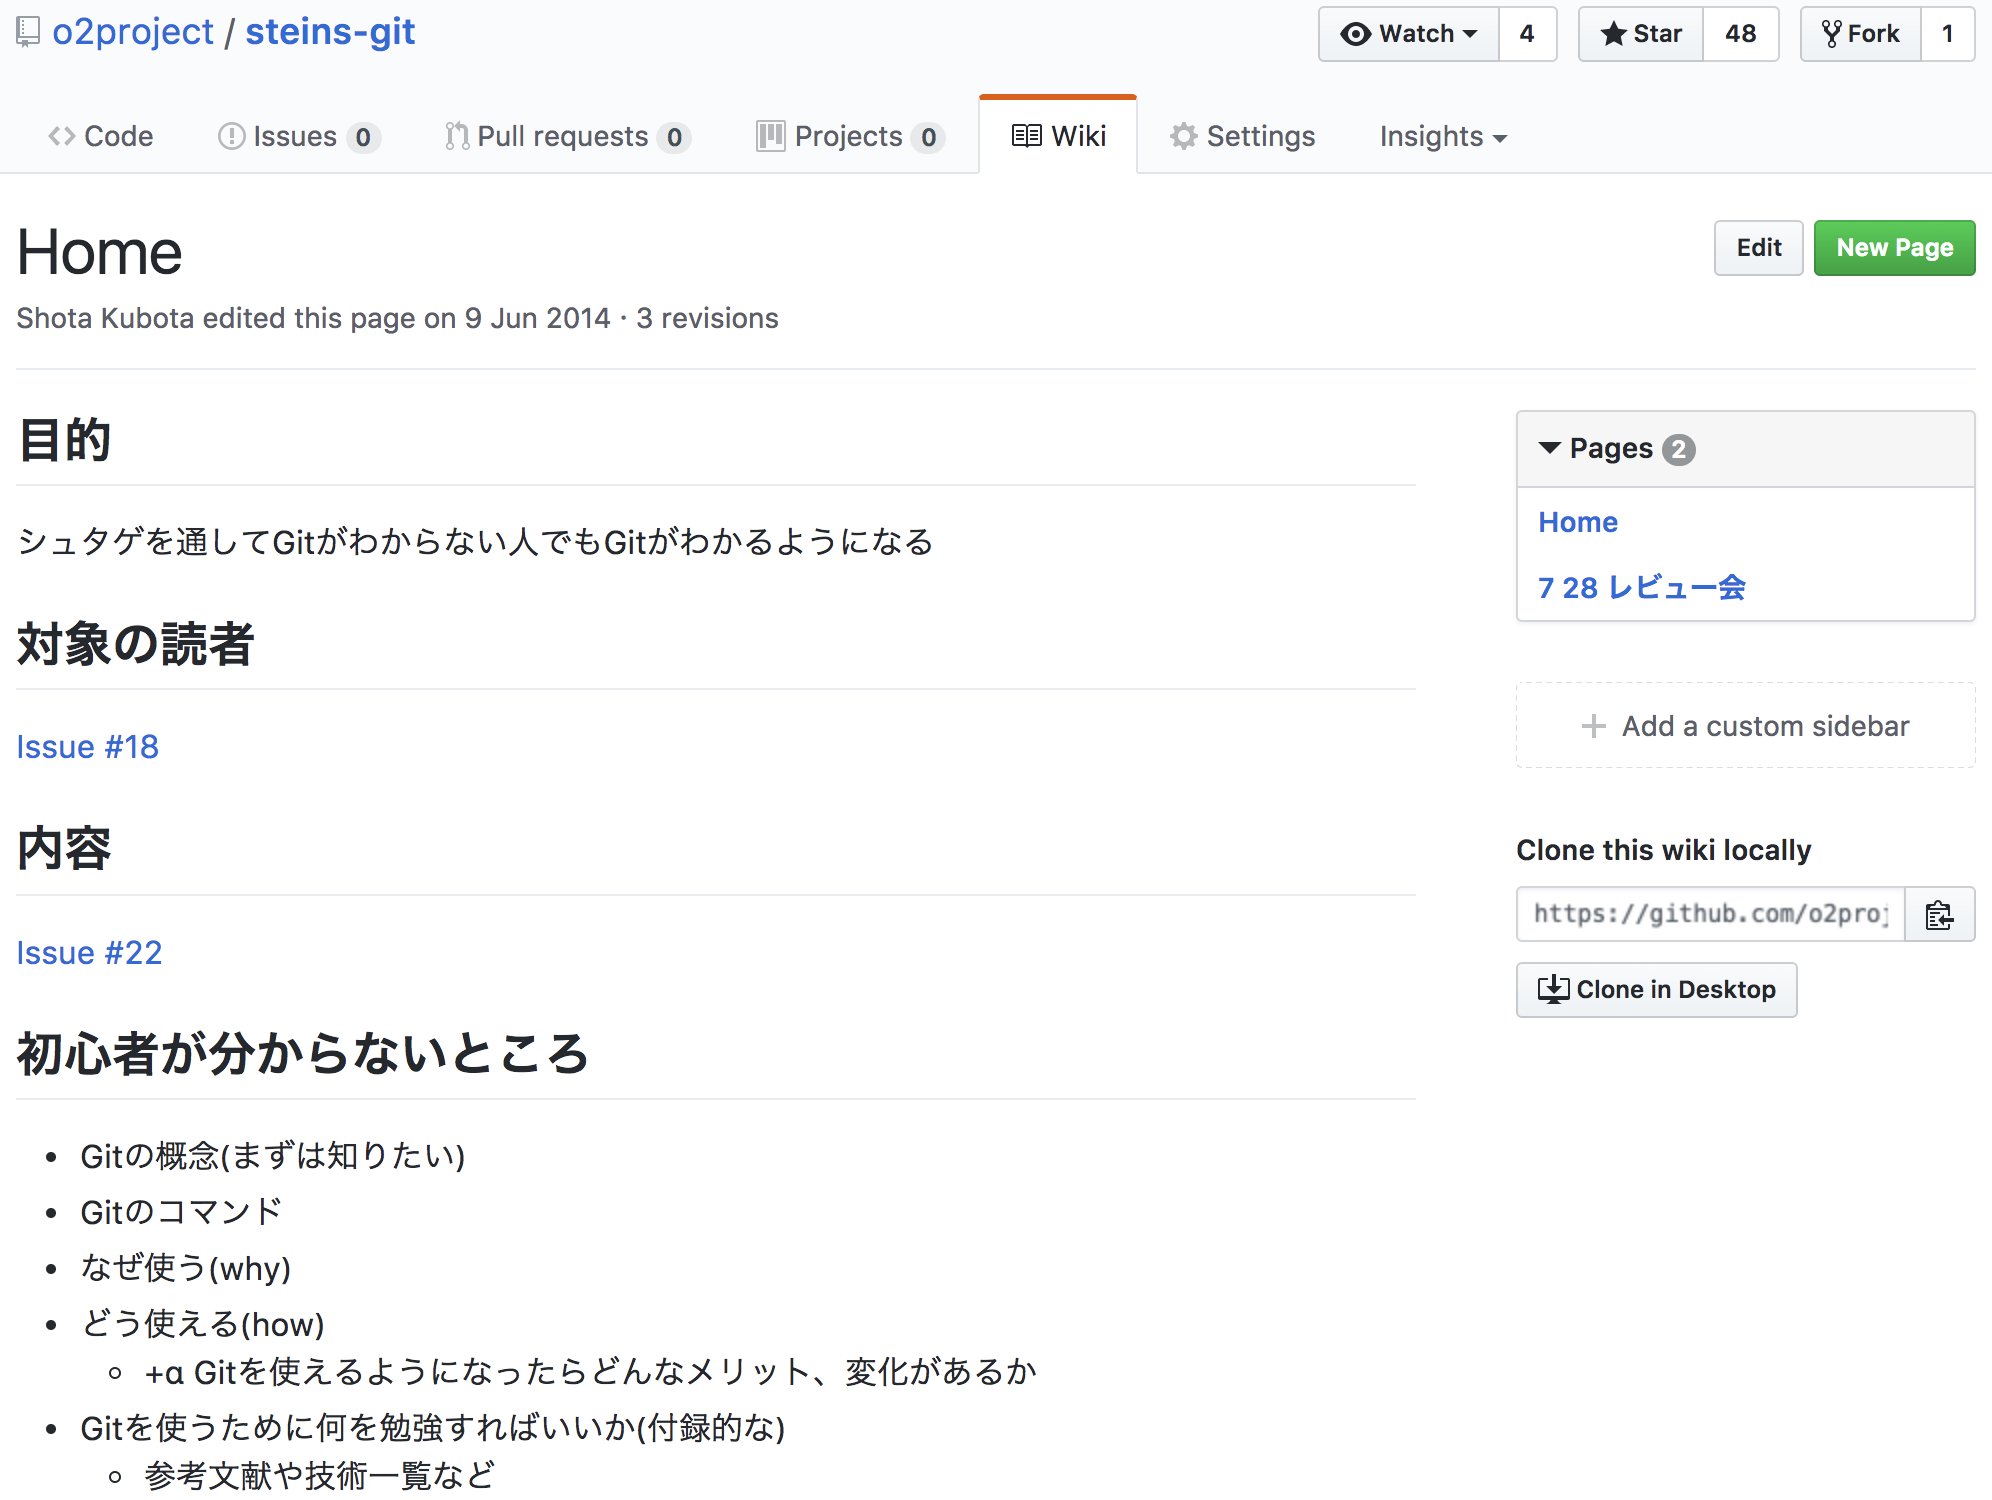 o2project / steins-git
Watch 4 Star 48 Fork 1
Code Issues 0 Pull requests 0 Projects 0 Wiki Settings Insights
Home
Edit New Page
Shota Kubota edited this page on 9 Jun 2014 · 3 revisions
目的
シュタゲを通してGitがわからない人でもGitがわかるようになる
対象の読者
Issue #18
内容
Issue #22
初心者が分からないところ
• Gitの概念(まずは知りたい)
• Gitのコマンド
• なぜ使う(why)
• どう使える(how)
◦ +α Gitを使えるようになったらどんなメリット、変化があるか
• Gitを使うために何を勉強すればいいか(付録的な)
◦ 参考文献や技術一覧など
Pages 2
Home
7 28 レビュー会
Add a custom sidebar
Clone this wiki locally
https://github.com/o2proj
Clone in Desktop